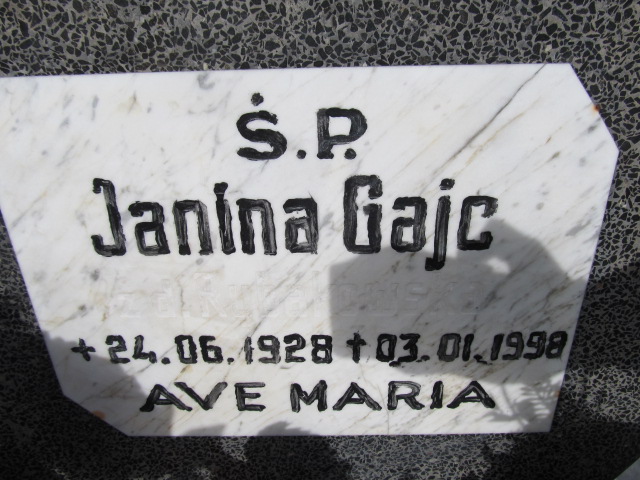 Ś.P.
Janina Gajc
+24.06.1928 †03.01.1998
AVE MARIA